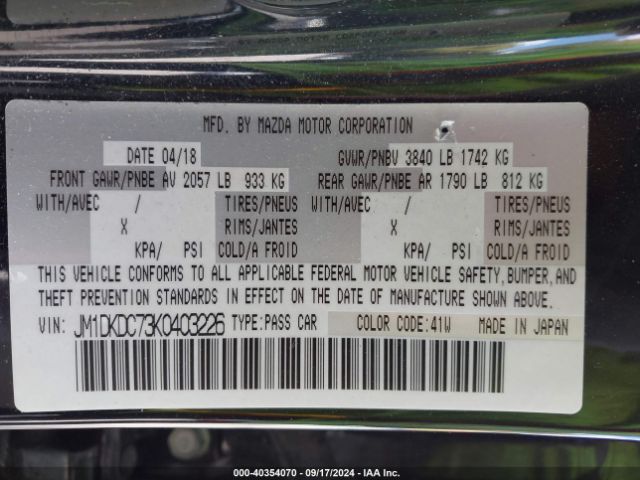 MFD. BY MAZDA MOTOR CORPORATION
DATE 04/18 GVWR/PNBV 3840 LB 1742 KG
FRONT GAWR/PNBE AV 2057 LB 933 KG REAR GAWR/PNBE AR 1790 LB 812 KG
WITH/AVEC / TIRES/PNEUS WITH/AVEC / TIRES/PNEUS
X RIMS/JANTES X RIMS/JANTES
KPA/ PSI COLD/A FROID KPA/ PSI COLD/A FROID
THIS VEHICLE CONFORMS TO ALL APPLICABLE FEDERAL MOTOR VEHICLE SAFETY, BUMPER, AND
THEFT PREVENTION STANDARDS IN EFFECT ON THE DATE OF MANUFACTURE SHOWN ABOVE.
VIN: JM1DKDC73K0403226 TYPE: PASS CAR COLOR CODE: 41W MADE IN JAPAN
000-40354070 - 09/17/2024 - IAA Inc.